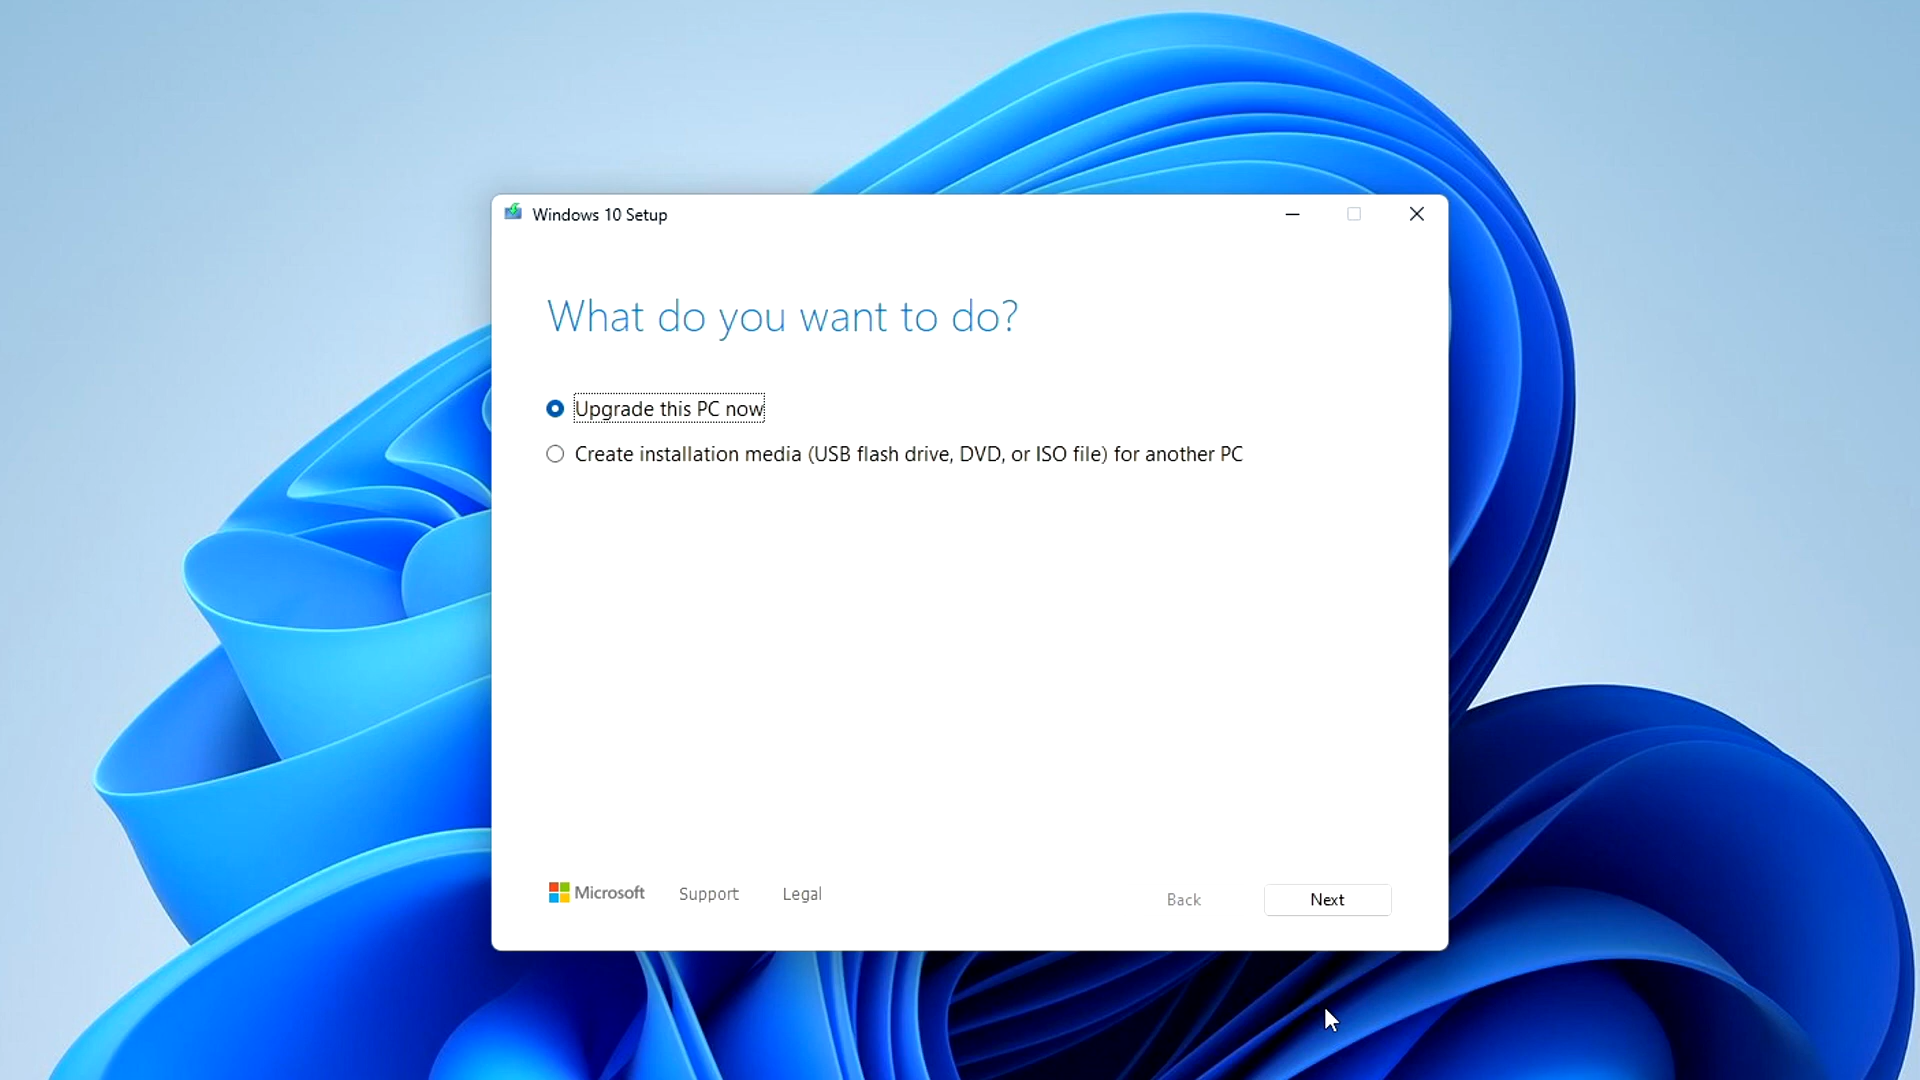 Windows 10 Setup
What do you want to do?
Upgrade this PC now
Create installation media (USB flash drive, DVD, or ISO file) for another PC
Microsoft Support Legal Back Next